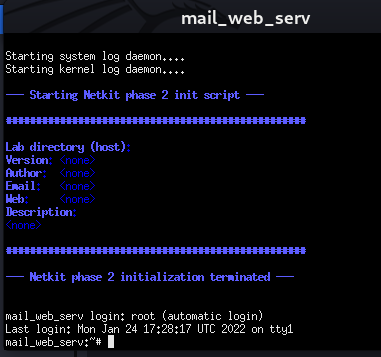 mail_web_serv
Starting system log daemon....
Starting kernel log daemon....
--- Starting Netkit phase 2 init script ---
##################################################
Lab directory (host):
Version: <none>
Author: <none>
Email: <none>
Web: <none>
Description:
<none>
##################################################
--- Netkit phase 2 initialization terminated ---
mail_web_serv login: root (automatic login)
Last login: Mon Jan 24 17:28:17 UTC 2022 on tty1
mail_web_serv:~#